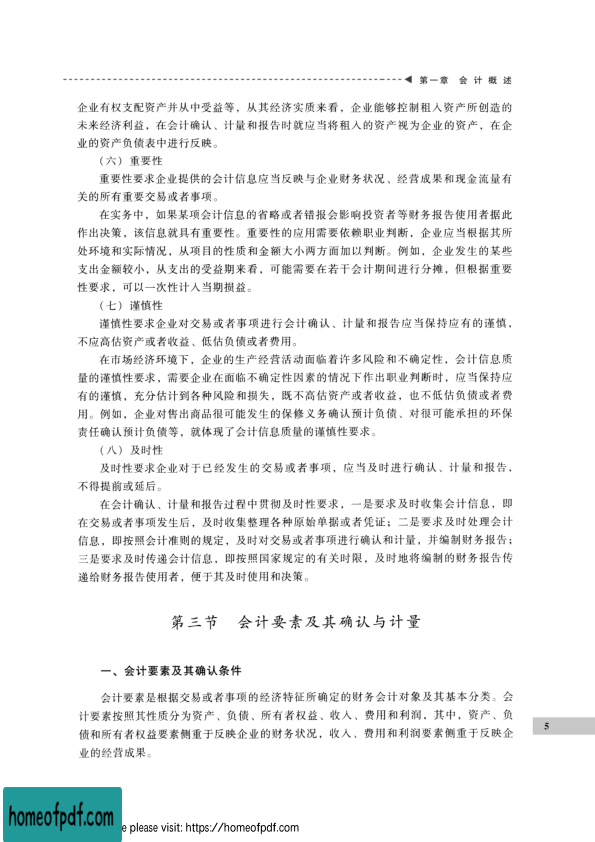 第一章 会计概述
企业有权支配资产并从中受益等，从其经济实质来看，企业能够控制租入资产所创造的
未来经济利益，在会计确认、计量和报告时就应当将租入的资产视为企业的资产，在企
业的资产负债表中进行反映。
（六）重要性
重要性要求企业提供的会计信息应当反映与企业财务状况、经营成果和现金流量有
关的所有重要交易或者事项。
在实务中，如果某项会计信息的省略或者错报会影响投资者等财务报告使用者据此
作出决策，该信息就具有重要性。重要性的应用需要依赖职业判断，企业应当根据其所
处环境和实际情况，从项目的性质和金额大小两方面加以判断。例如，企业发生的某些
支出金额较小，从支出的受益期来看，可能需要在若干会计期间进行分摊，但根据重要
性要求，可以一次性计入当期损益。
（七）谨慎性
谨慎性要求企业对交易或者事项进行会计确认、计量和报告应当保持应有的谨慎，
不应高估资产或者收益、低估负债或者费用。
在市场经济环境下，企业的生产经营活动面临着许多风险和不确定性，会计信息质
量的谨慎性要求，需要企业在面临不确定性因素的情况下作出职业判断时，应当保持应
有的谨慎，充分估计到各种风险和损失，既不高估资产或者收益，也不低估负债或者费
用。例如，企业对售出商品很可能发生的保修义务确认预计负债、对很可能承担的环保
责任确认预计负债等，就体现了会计信息质量的谨慎性要求。
（八）及时性
及时性要求企业对于已经发生的交易或者事项，应当及时进行确认、计量和报告，
不得提前或延后。
在会计确认、计量和报告过程中贯彻及时性要求，一是要求及时收集会计信息，即
在交易或者事项发生后，及时收集整理各种原始单据或者凭证；二是要求及时处理会计
信息，即按照会计准则的规定，及时对交易或者事项进行确认和计量，并编制财务报告；
三是要求及时传递会计信息，即按照国家规定的有关时限，及时地将编制的财务报告传
递给财务报告使用者，便于其及时使用和决策。
第三节 会计要素及其确认与计量
一、会计要素及其确认条件
会计要素是根据交易或者事项的经济特征所确定的财务会计对象及其基本分类。会
计要素按照其性质分为资产、负债、所有者权益、收入、费用和利润，其中，资产、负
债和所有者权益要素侧重于反映企业的财务状况，收入、费用和利润要素侧重于反映企
业的经营成果。
5
homeofpdf.com
please visit: https://homeofpdf.com